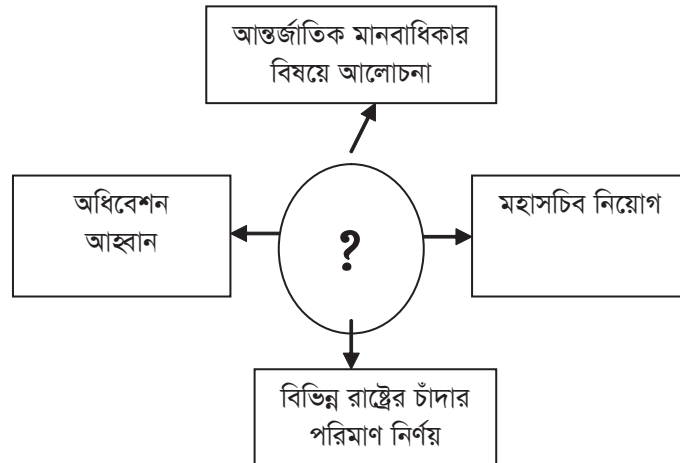 আন্তর্জাতিক মানবাধিকার
বিষয়ে আলোচনা
অধিবেশন
আহ্বান
?
মহাসচিব নিয়োগ
বিভিন্ন রাষ্ট্রের চাঁদার
পরিমাণ নির্ণয়